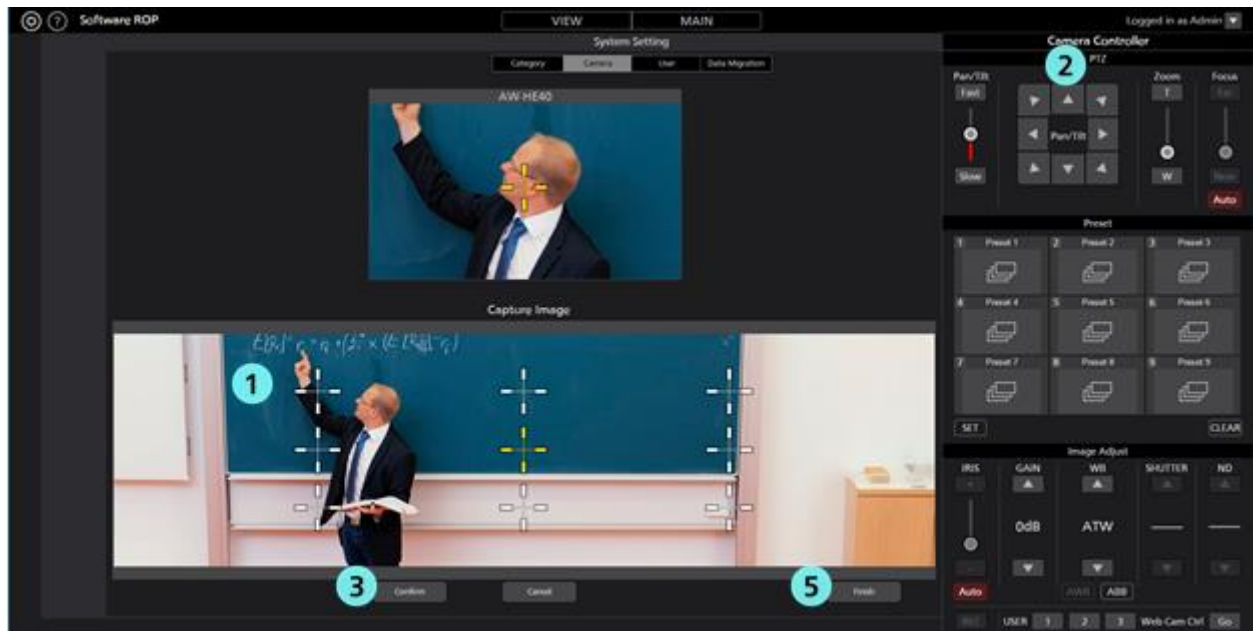 Software ROP
VIEW
MAIN
Logged in as Admin
System Setting
Category
Camera
User
Data Migration
AW-HE40
Capture Image
1
3
Confirm
Cancel
5
Finish
Camera Controller
2
PTZ
Pan/Tilt
Zoom
Focus
Fast
T
Far
Pan/Tilt
Slow
W
Near
Auto
Preset
1 Preset 1
2 Preset 2
3 Preset 3
4 Preset 4
5 Preset 5
6 Preset 6
7 Preset 7
8 Preset 8
9 Preset 9
SET
CLEAR
Image Adjust
IRIS
GAIN
WB
SHUTTER
ND
0dB
ATW
Auto
AWB
ABB
USER
1
2
3
Web Cam Ctrl
Go